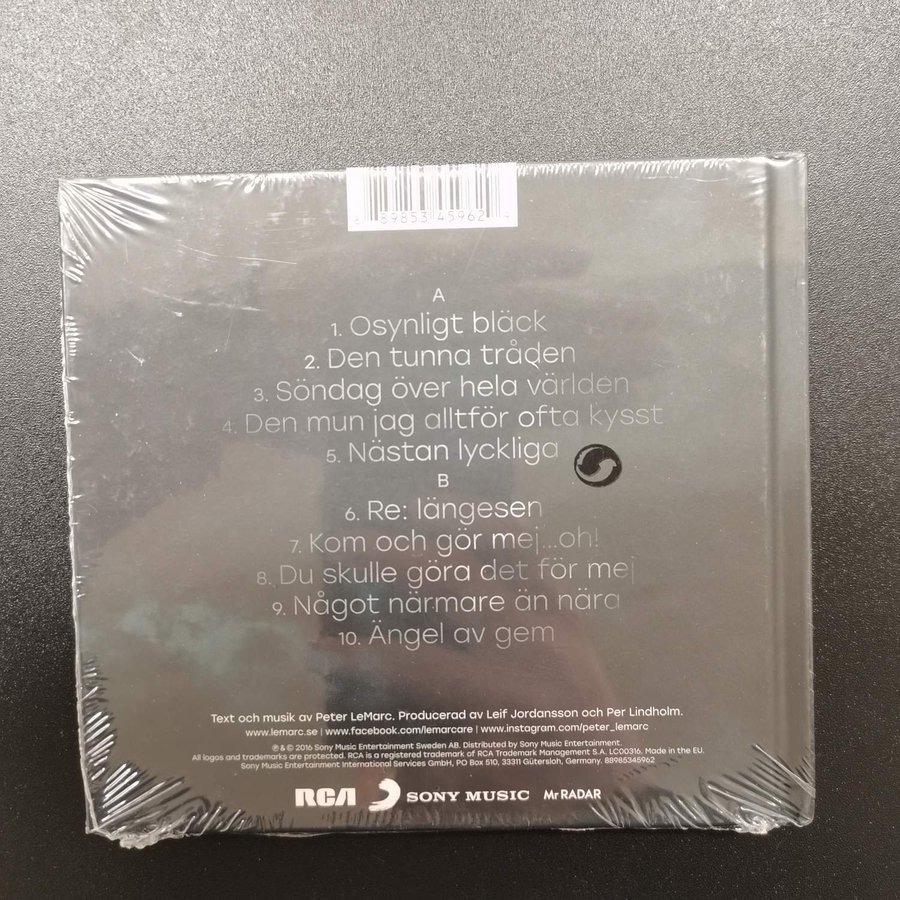 89853 45962
A
1. Osynligt bläck
2. Den tunna tråden
3. Söndag över hela världen
4. Den mun jag alltför ofta kysst
5. Nästan lyckliga
B
6. Re: längesen
7. Kom och gör mej...oh!
8. Du skulle göra det för mej
9. Något närmare än nära
10. Ängel av gem
Text och musik av Peter LeMarc. Producerad av Leif Jordansson och Per Lindholm.
www.lemarc.se | www.facebook.com/lemarcare | www.instagram.com/peter_lemarc
℗ & © 2016 Sony Music Entertainment Sweden AB. Distributed by Sony Music Entertainment.
All logos and trademarks are protected. RCA is a registered trademark of RCA Trademark Management S.A. LC00316. Made in the EU.
Sony Music Entertainment International Services GmbH, PO Box 510, 33311 Gütersloh, Germany. 88985345962
RCA SONY MUSIC Mr RADAR